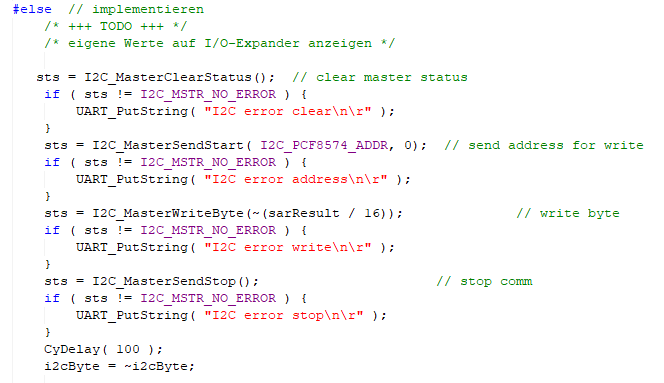 #else  // implementieren
    /* +++ TODO +++ */
    /* eigene Werte auf I/O-Expander anzeigen */
   sts = I2C_MasterClearStatus();  // clear master status
    if ( sts != I2C_MSTR_NO_ERROR ) {
        UART_PutString( "I2C error clear\n\r" );
    }
    sts = I2C_MasterSendStart( I2C_PCF8574_ADDR, 0);  // send address for write
    if ( sts != I2C_MSTR_NO_ERROR ) {
        UART_PutString( "I2C error address\n\r" );
    }
    sts = I2C_MasterWriteByte(~(sarResult / 16));              // write byte
    if ( sts != I2C_MSTR_NO_ERROR ) {
        UART_PutString( "I2C error write\n\r" );
    }
    sts = I2C_MasterSendStop();                      // stop comm
    if ( sts != I2C_MSTR_NO_ERROR ) {
        UART_PutString( "I2C error stop\n\r" );
    }
    CyDelay( 100 );
    i2cByte = ~i2cByte;